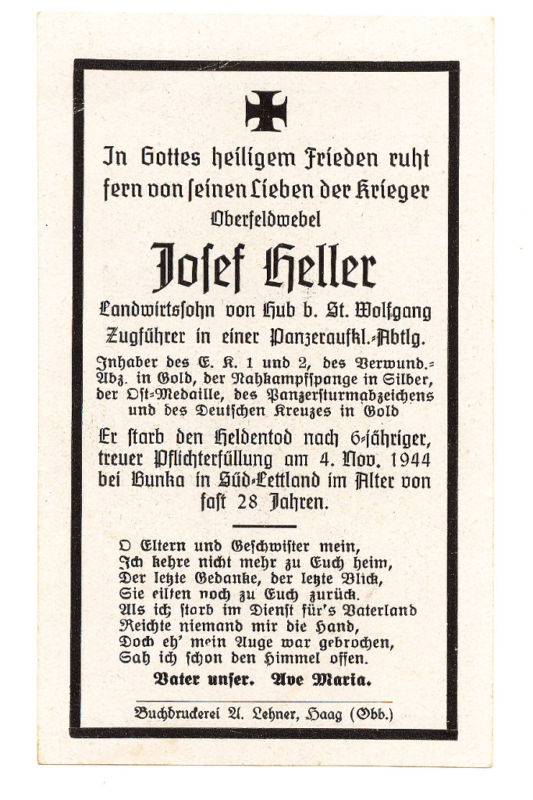 In Gottes heiligem Frieden ruht
fern von seinen Lieben der Krieger
Oberfeldwebel
Josef Heller
Landwirtssohn von Hub b. St. Wolfgang
Zugführer in einer Panzeraufkl.-Abtlg.
Inhaber des E. K. 1 und 2, des Verwund.-
Abz. in Gold, der Nahkampfspange in Silber,
der Ost-Medaille, des Panzersturmabzeichens
und des Deutschen Kreuzes in Gold
Er starb den Heldentod nach 6-jähriger,
treuer Pflichterfüllung am 4. Nov. 1944
bei Bunka in Süd-Lettland im Alter von
fast 28 Jahren.
O Eltern und Geschwister mein,
Ich kehre nicht mehr zu Euch heim,
Der letzte Gedanke, der letzte Blick,
Sie eilten noch zu Euch zurück.
Als ich starb im Dienst für's Vaterland
Reichte niemand mir die Hand,
Doch eh' mein Auge war gebrochen,
Sah ich schon den Himmel offen.
Vater unser. Ave Maria.
Buchdruckerei A. Lehner, Haag (Obb.)